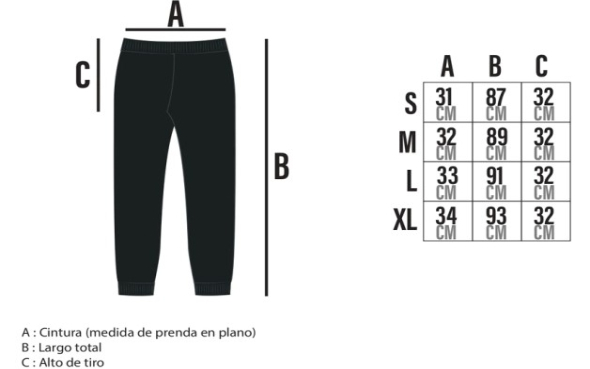 A
C
B
A B C
S 31 CM 87 CM 32 CM
M 32 CM 89 CM 32 CM
L 33 CM 91 CM 32 CM
XL 34 CM 93 CM 32 CM
A : Cintura (medida de prenda en plano)
B : Largo total
C : Alto de tiro